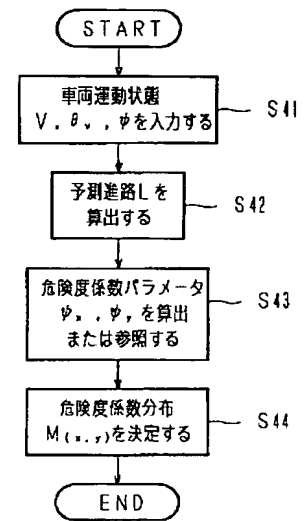 START
車両運動状態
V, θv, ψを入力する
S41
予測進路Lを
算出する
S42
危険度係数パラメータ
ψx, ψyを算出
または参照する
S43
危険度係数分布
M(x,y)を決定する
S44
END